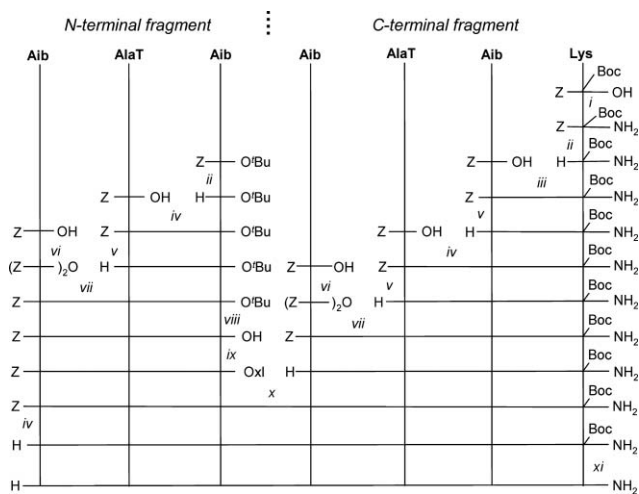 N-terminal fragment C-terminal fragment
Aib AlaT Aib Aib AlaT Aib Lys
Boc
Z OH
i
Boc
Z NH2
ii
Z OtBu Z OH H Boc NH2
ii iii
Z OH H OtBu Z Boc NH2
iv v
Z OH Z OtBu Z OH H Boc NH2
vi v iv
(Z )2O H OtBu Z OH Z Boc NH2
vii vi v
Z OtBu (Z )2O H Boc NH2
viii vii
Z OH Z Boc NH2
ix
Z OxI H Boc NH2
x
Z Boc NH2
iv
H Boc NH2
xi
H NH2